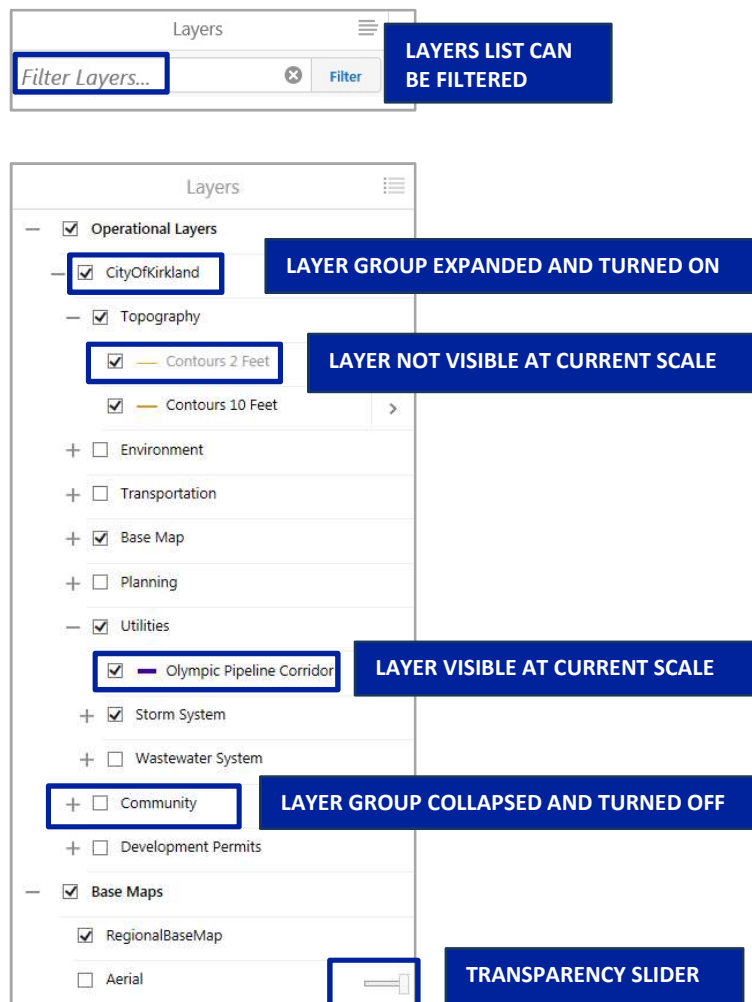 Layers
Filter Layers...
Filter
LAYERS LIST CAN
BE FILTERED
Layers
Operational Layers
CityOfKirkland
LAYER GROUP EXPANDED AND TURNED ON
Topography
Contours 2 Feet
LAYER NOT VISIBLE AT CURRENT SCALE
Contours 10 Feet
Environment
Transportation
Base Map
Planning
Utilities
Olympic Pipeline Corridor
LAYER VISIBLE AT CURRENT SCALE
Storm System
Wastewater System
Community
LAYER GROUP COLLAPSED AND TURNED OFF
Development Permits
Base Maps
RegionalBaseMap
Aerial
TRANSPARENCY SLIDER